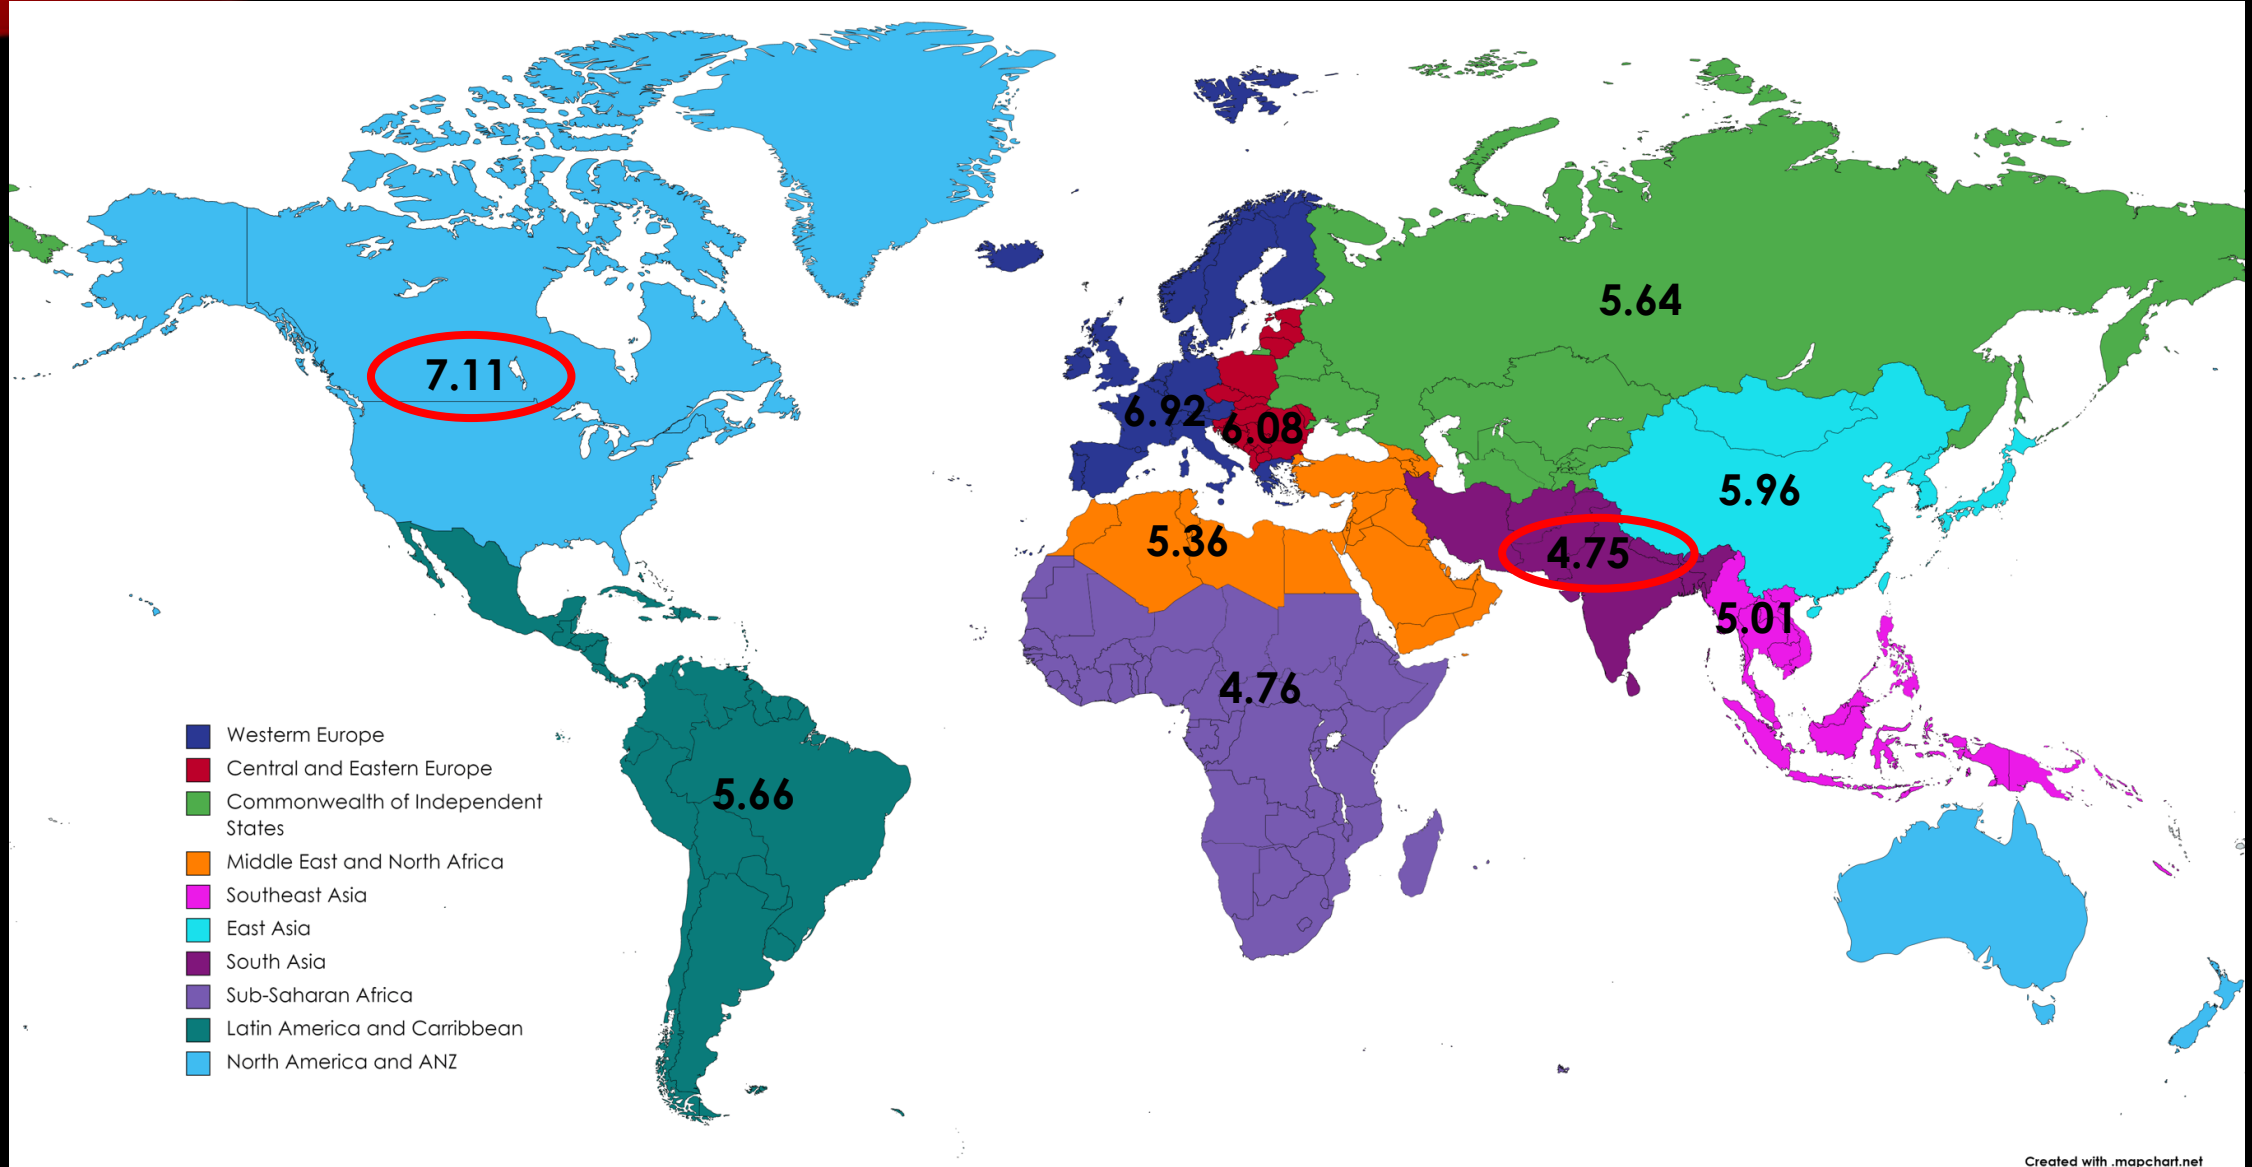 5.64
7.11
6.92
6.08
5.96
5.36
4.75
5.01
4.76
5.66
Westerm Europe
Central and Eastern Europe
Commonwealth of Independent
States
Middle East and North Africa
Southeast Asia
East Asia
South Asia
Sub-Saharan Africa
Latin America and Carribbean
North America and ANZ
Created with .mapchart.net